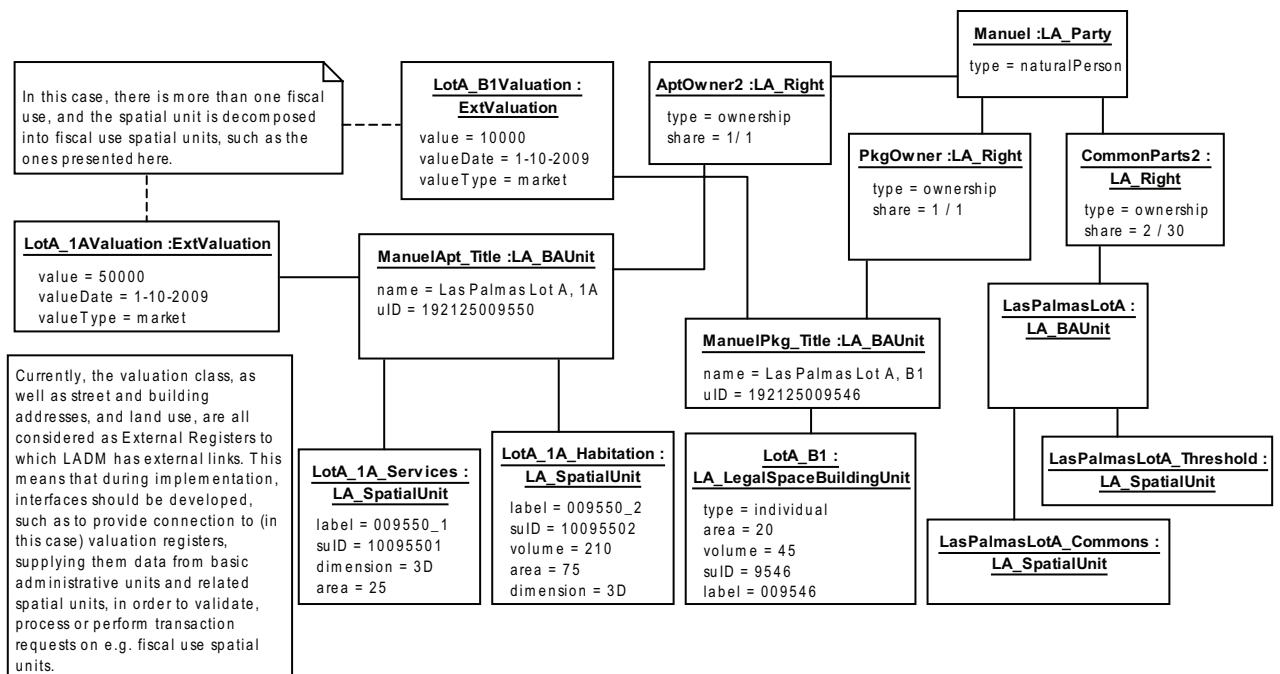 In this case, there is more than one fiscal
use, and the spatial unit is decomposed
into fiscal use spatial units, such as the
ones presented here.
LotA_B1Valuation :
ExtValuation
value = 10000
valueDate = 1-10-2009
valueType = market
AptOwner2 :LA_Right
type = ownership
share = 1/ 1
Manuel :LA_Party
type = naturalPerson
PkgOwner :LA_Right
type = ownership
share = 1 / 1
CommonParts2 :
LA_Right
type = ownership
share = 2 / 30
LotA_1AValuation :ExtValuation
value = 50000
valueDate = 1-10-2009
valueType = market
ManuelApt_Title :LA_BAUnit
name = Las Palmas Lot A, 1A
uID = 192125009550
ManuelPkg_Title :LA_BAUnit
name = Las Palmas Lot A, B1
uID = 192125009546
LasPalmasLotA :
LA_BAUnit
Currently, the valuation class, as
well as street and building
addresses, and land use, are all
considered as External Registers to
which LADM has external links. This
means that during implementation,
interfaces should be developed,
such as to provide connection to (in
this case) valuation registers,
supplying them data from basic
administrative units and related
spatial units, in order to validate,
process or perform transaction
requests on e.g. fiscal use spatial
units.
LotA_1A_Services :
LA_SpatialUnit
label = 009550_1
suID = 10095501
dimension = 3D
area = 25
LotA_1A_Habitation :
LA_SpatialUnit
label = 009550_2
suID = 10095502
volume = 210
area = 75
dimension = 3D
LotA_B1 :
LA_LegalSpaceBuildingUnit
type = individual
area = 20
volume = 45
suID = 9546
label = 009546
LasPalmasLotA_Threshold :
LA_SpatialUnit
LasPalmasLotA_Commons :
LA_SpatialUnit